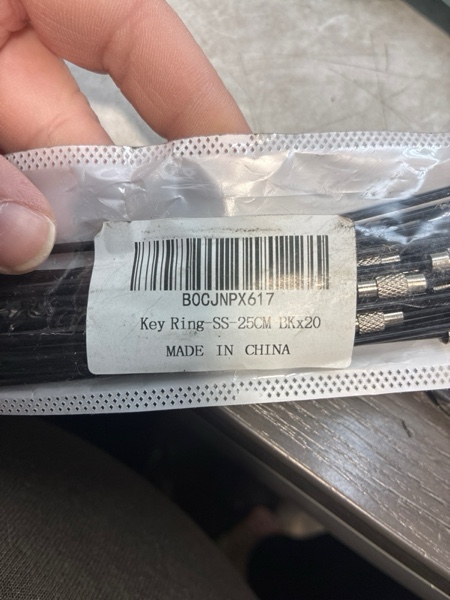 B0CJNPX617
Key Ring-SS-25CM BKx20
MADE IN CHINA